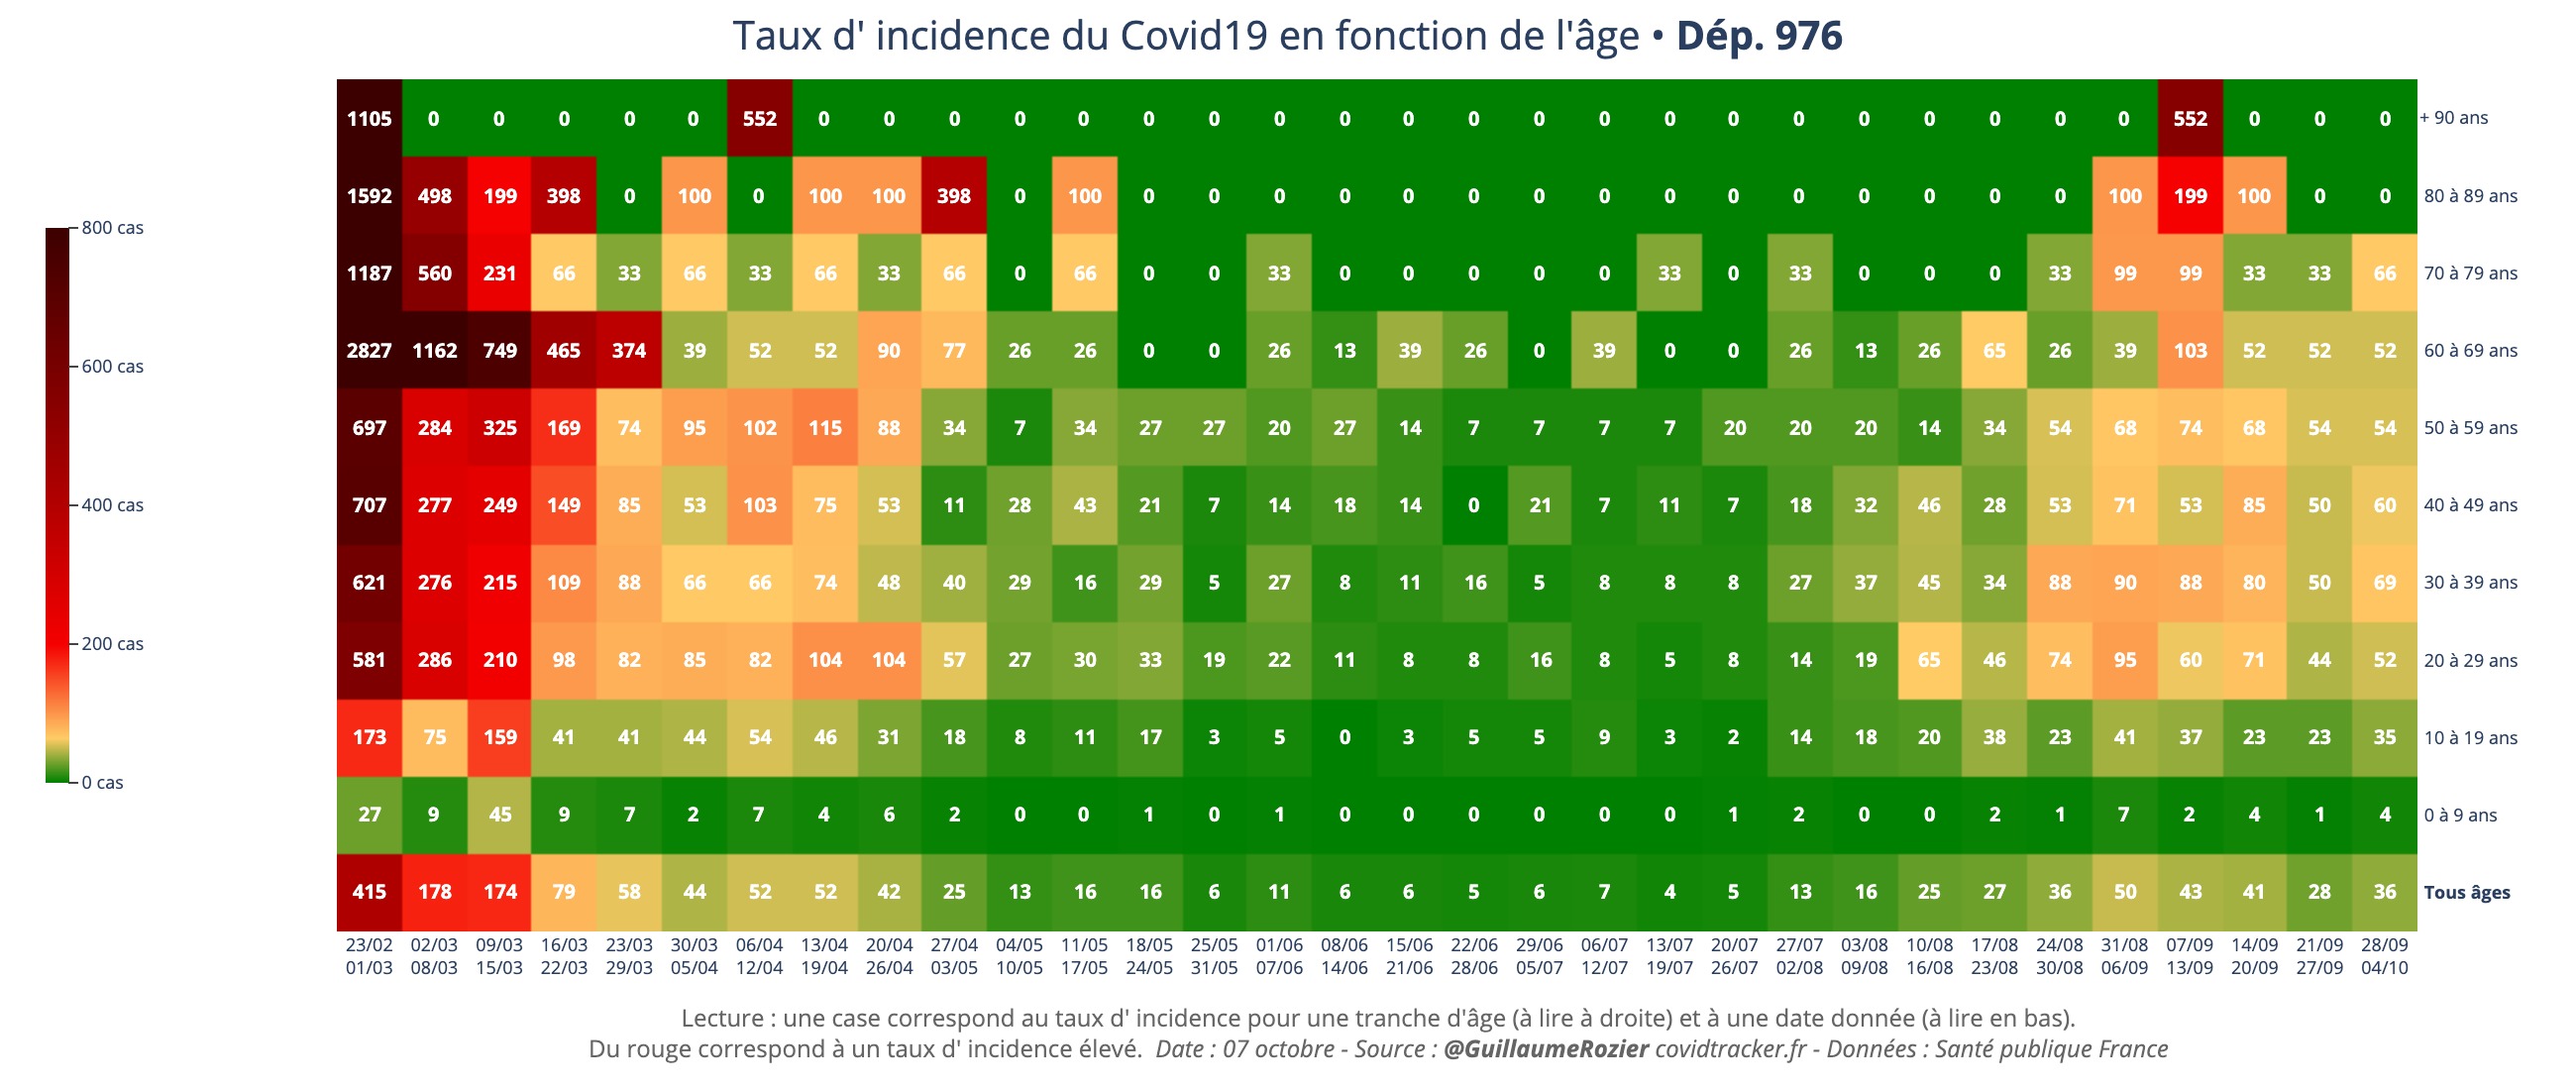 Taux d' incidence du Covid19 en fonction de l'âge • Dép. 976
800 cas
600 cas
400 cas
200 cas
0 cas
1105 0 0 0 0 0 552 0 0 0 0 0 0 0 0 0 0 0 0 0 0 0 0 0 0 0 0 0 552 0 0 0 + 90 ans
1592 498 199 398 0 100 0 100 100 398 0 100 0 0 0 0 0 0 0 0 0 0 0 0 0 0 0 100 199 100 0 0 80 à 89 ans
1187 560 231 66 33 66 33 66 33 66 0 66 0 0 33 0 0 0 0 0 33 0 33 0 0 0 33 99 99 33 33 66 70 à 79 ans
2827 1162 749 465 374 39 52 52 90 77 26 26 0 0 26 13 39 26 0 39 0 0 26 13 26 65 26 39 103 52 52 52 60 à 69 ans
697 284 325 169 74 95 102 115 88 34 7 34 27 27 20 27 14 7 7 7 7 20 20 20 14 34 54 68 74 68 54 54 50 à 59 ans
707 277 249 149 85 53 103 75 53 11 28 43 21 7 14 18 14 0 21 7 11 7 18 32 46 28 53 71 53 85 50 60 40 à 49 ans
621 276 215 109 88 66 66 74 48 40 29 16 29 5 27 8 11 16 5 8 8 8 27 37 45 34 88 90 88 80 50 69 30 à 39 ans
581 286 210 98 82 85 82 104 104 57 27 30 33 19 22 11 8 8 16 8 5 8 14 19 65 46 74 95 60 71 44 52 20 à 29 ans
173 75 159 41 41 44 54 46 31 18 8 11 17 3 5 0 3 5 5 9 3 2 14 18 20 38 23 41 37 23 23 35 10 à 19 ans
27 9 45 9 7 2 7 4 6 2 0 0 1 0 1 0 0 0 0 0 0 1 2 0 0 2 1 7 2 4 1 4 0 à 9 ans
415 178 174 79 58 44 52 52 42 25 13 16 16 6 11 6 6 5 6 7 4 5 13 16 25 27 36 50 43 41 28 36 Tous âges
23/02 02/03 09/03 16/03 23/03 30/03 06/04 13/04 20/04 27/04 04/05 11/05 18/05 25/05 01/06 08/06 15/06 22/06 29/06 06/07 13/07 20/07 27/07 03/08 10/08 17/08 24/08 31/08 07/09 14/09 21/09 28/09
01/03 08/03 15/03 22/03 29/03 05/04 12/04 19/04 26/04 03/05 10/05 17/05 24/05 31/05 07/06 14/06 21/06 28/06 05/07 12/07 19/07 26/07 02/08 09/08 16/08 23/08 30/08 06/09 13/09 20/09 27/09 04/10
Lecture : une case correspond au taux d' incidence pour une tranche d'âge (à lire à droite) et à une date donnée (à lire en bas).
Du rouge correspond à un taux d' incidence élevé. Date : 07 octobre - Source : @GuillaumeRozier covidtracker.fr - Données : Santé publique France